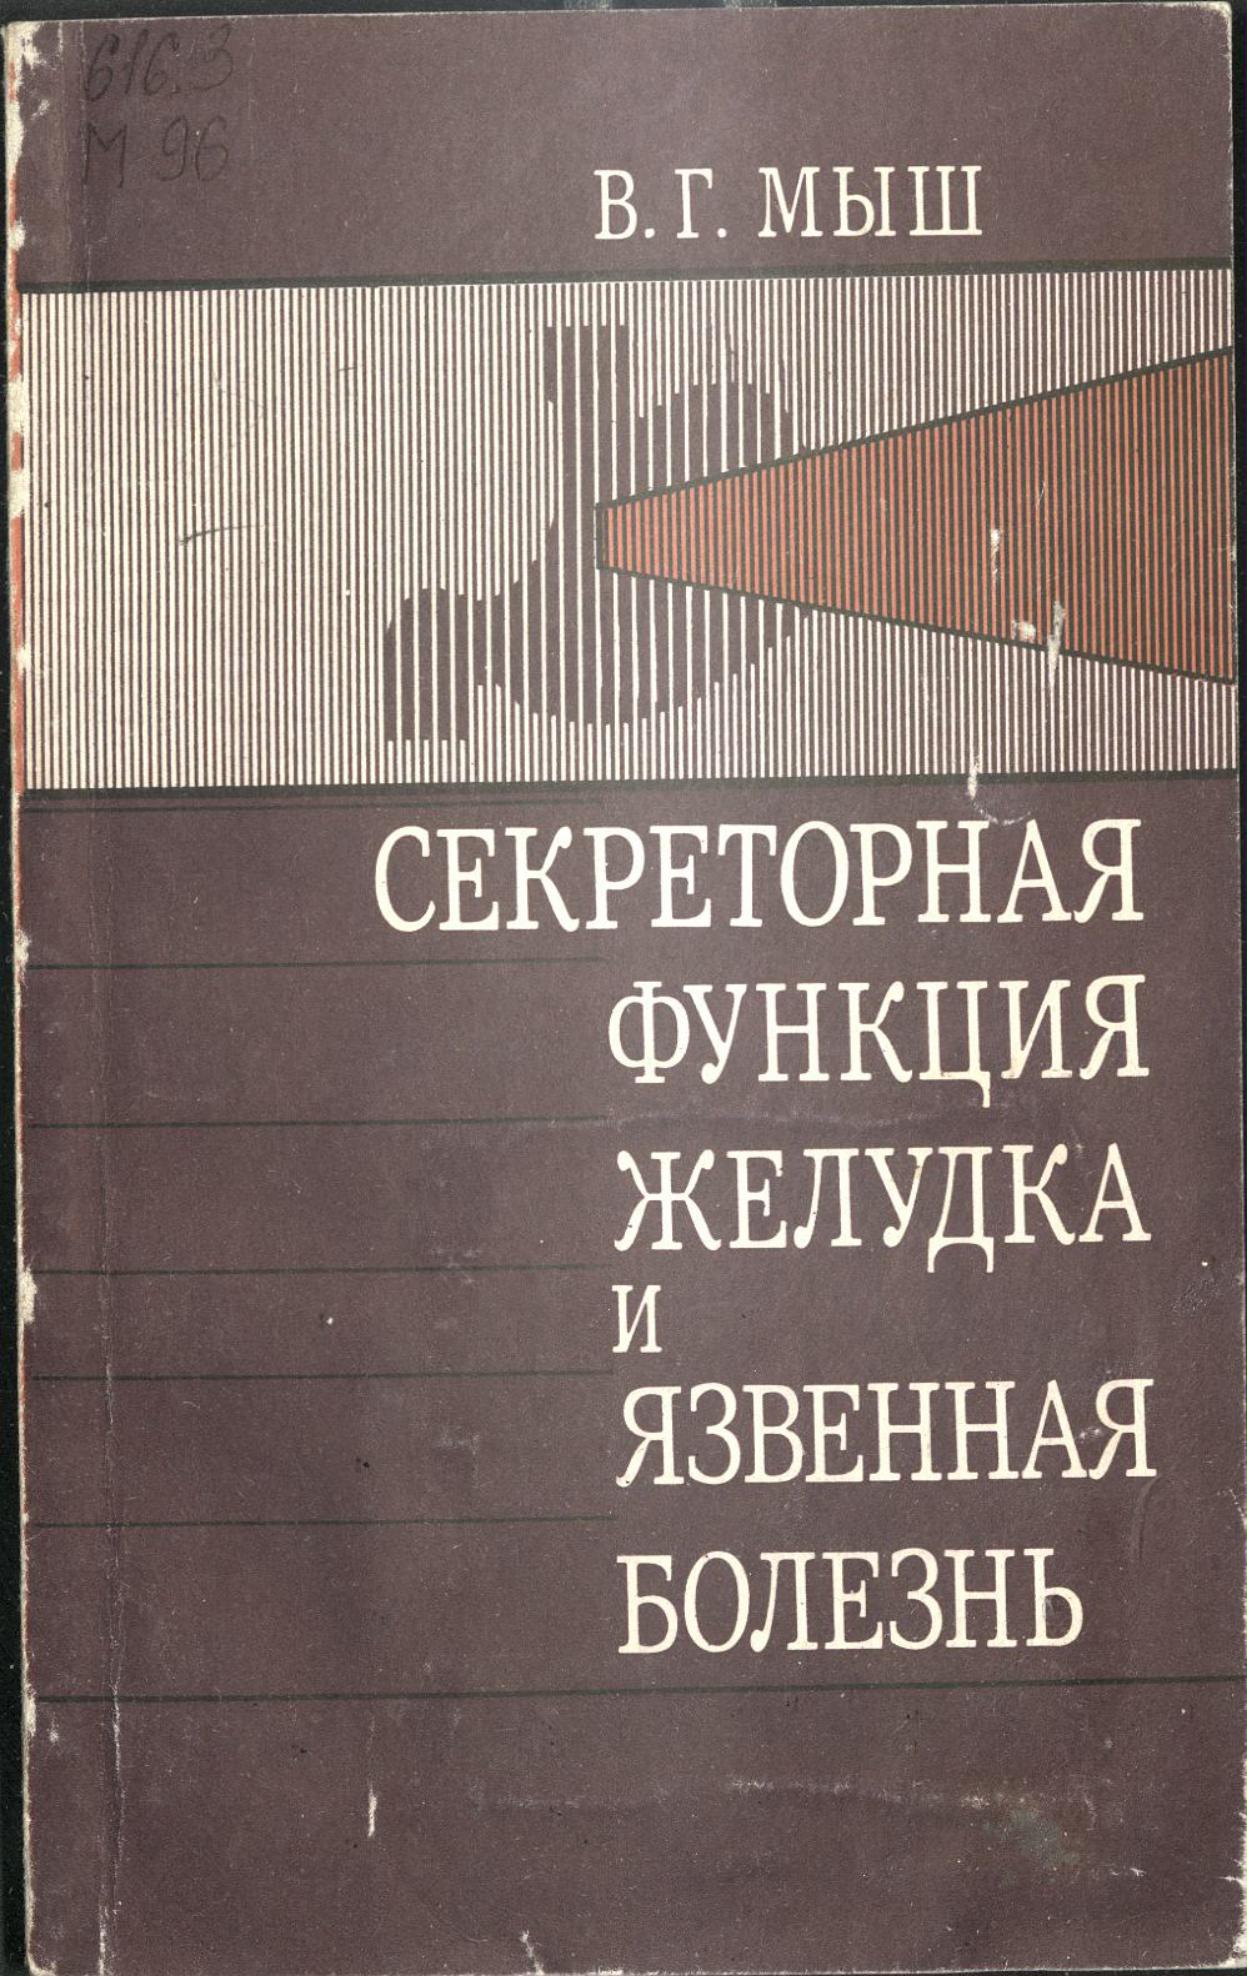 616.3
М 96
В. Г. МЫШ
СЕКРЕТОРНАЯ
ФУНКЦИЯ
ЖЕЛУДКА
И
ЯЗВЕННАЯ
БОЛЕЗНЬ